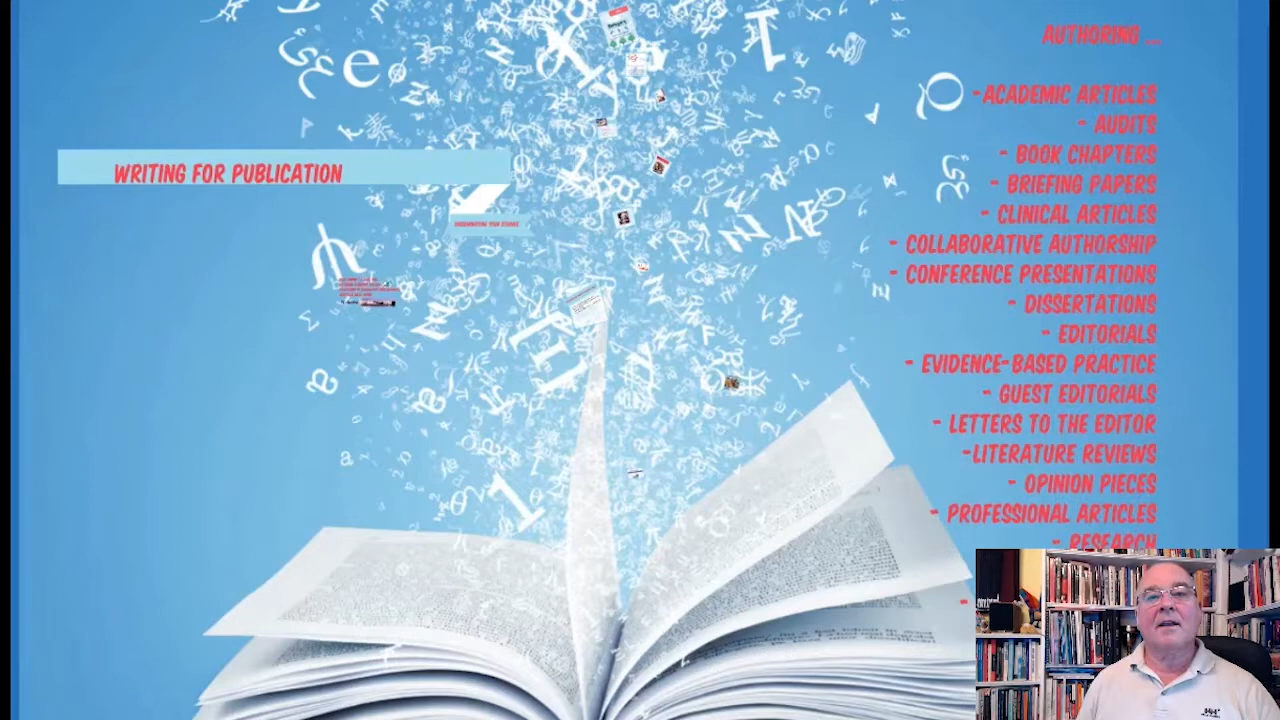 WRITING FOR PUBLICATION
AUTHORING ...
-ACADEMIC ARTICLES
- AUDITS
- BOOK CHAPTERS
- BRIEFING PAPERS
- CLINICAL ARTICLES
- COLLABORATIVE AUTHORSHIP
- CONFERENCE PRESENTATIONS
- DISSERTATIONS
- EDITORIALS
- EVIDENCE-BASED PRACTICE
- GUEST EDITORIALS
- LETTERS TO THE EDITOR
-LITERATURE REVIEWS
- OPINION PIECES
- PROFESSIONAL ARTICLES
- RESEARCH